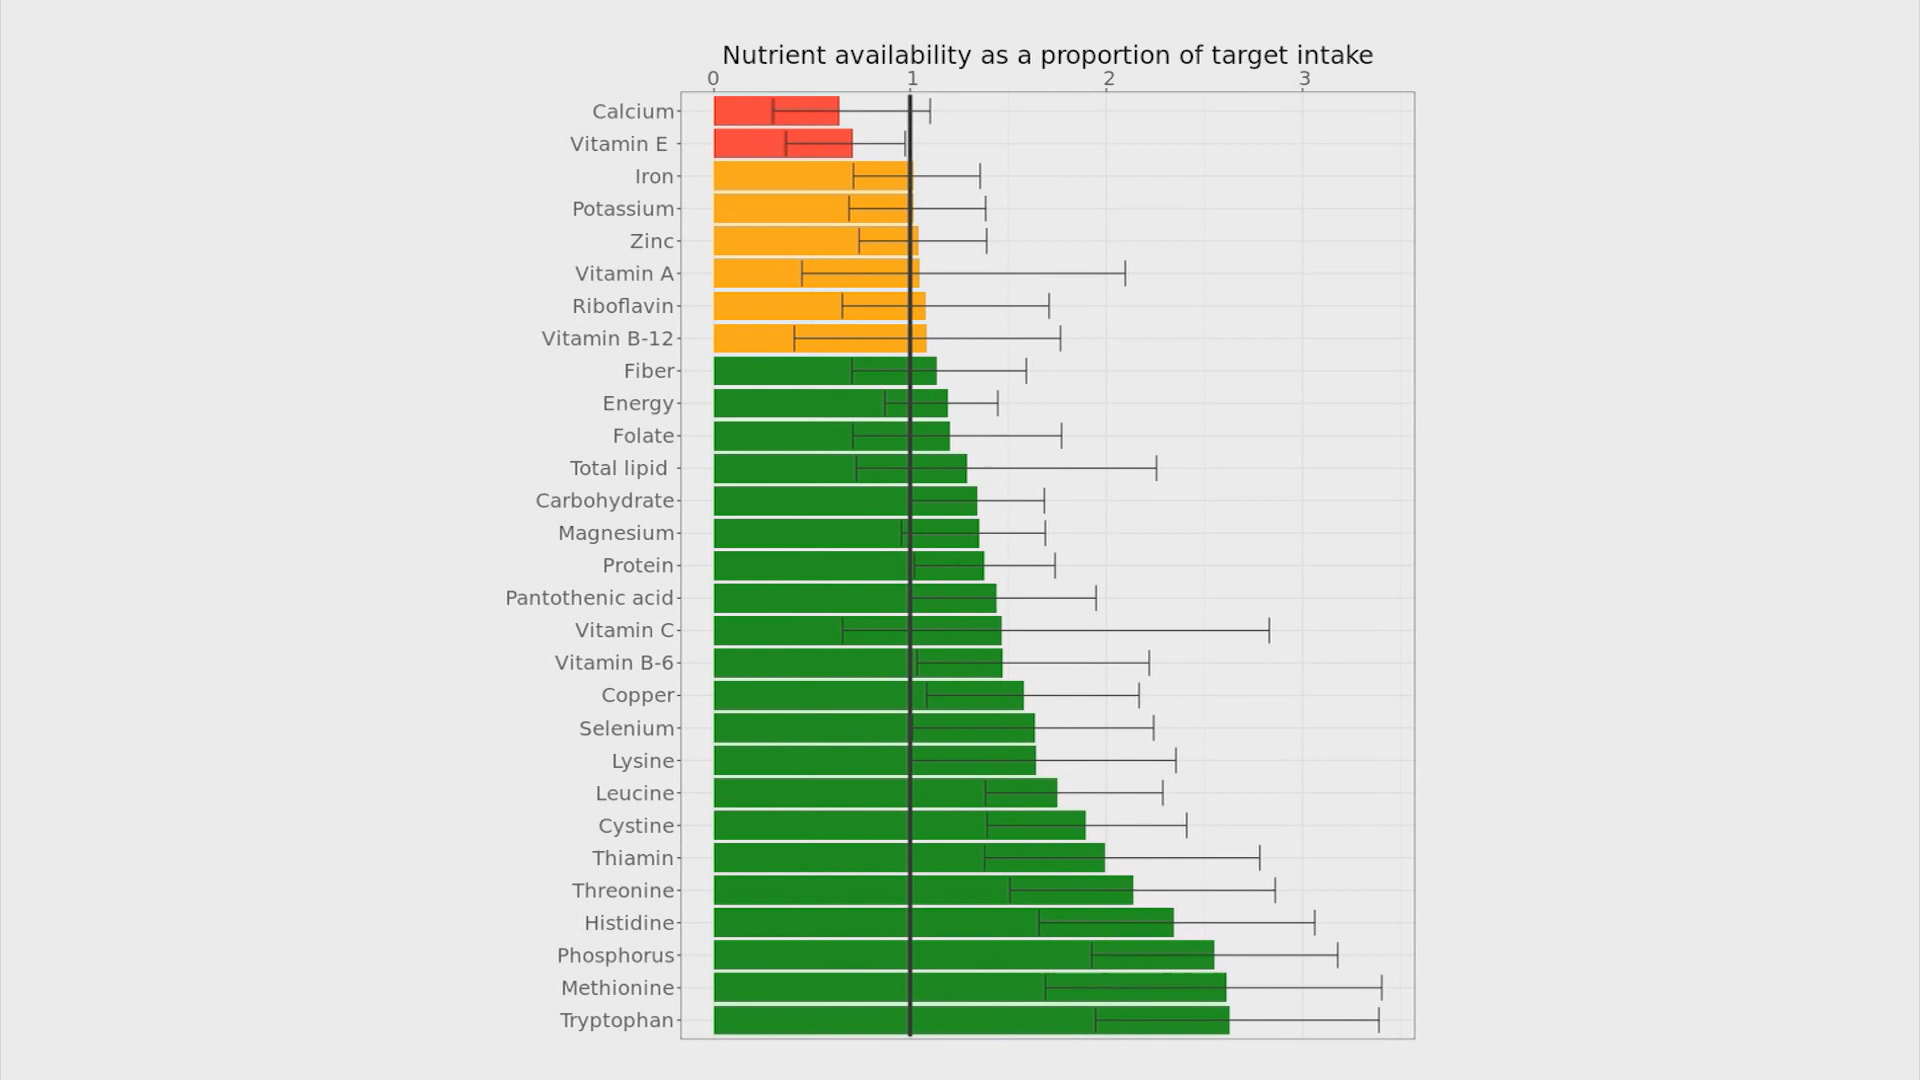 Nutrient availability as a proportion of target intake
0 1 2 3
Calcium
Vitamin E
Iron
Potassium
Zinc
Vitamin A
Riboflavin
Vitamin B-12
Fiber
Energy
Folate
Total lipid
Carbohydrate
Magnesium
Protein
Pantothenic acid
Vitamin C
Vitamin B-6
Copper
Selenium
Lysine
Leucine
Cystine
Thiamin
Threonine
Histidine
Phosphorus
Methionine
Tryptophan